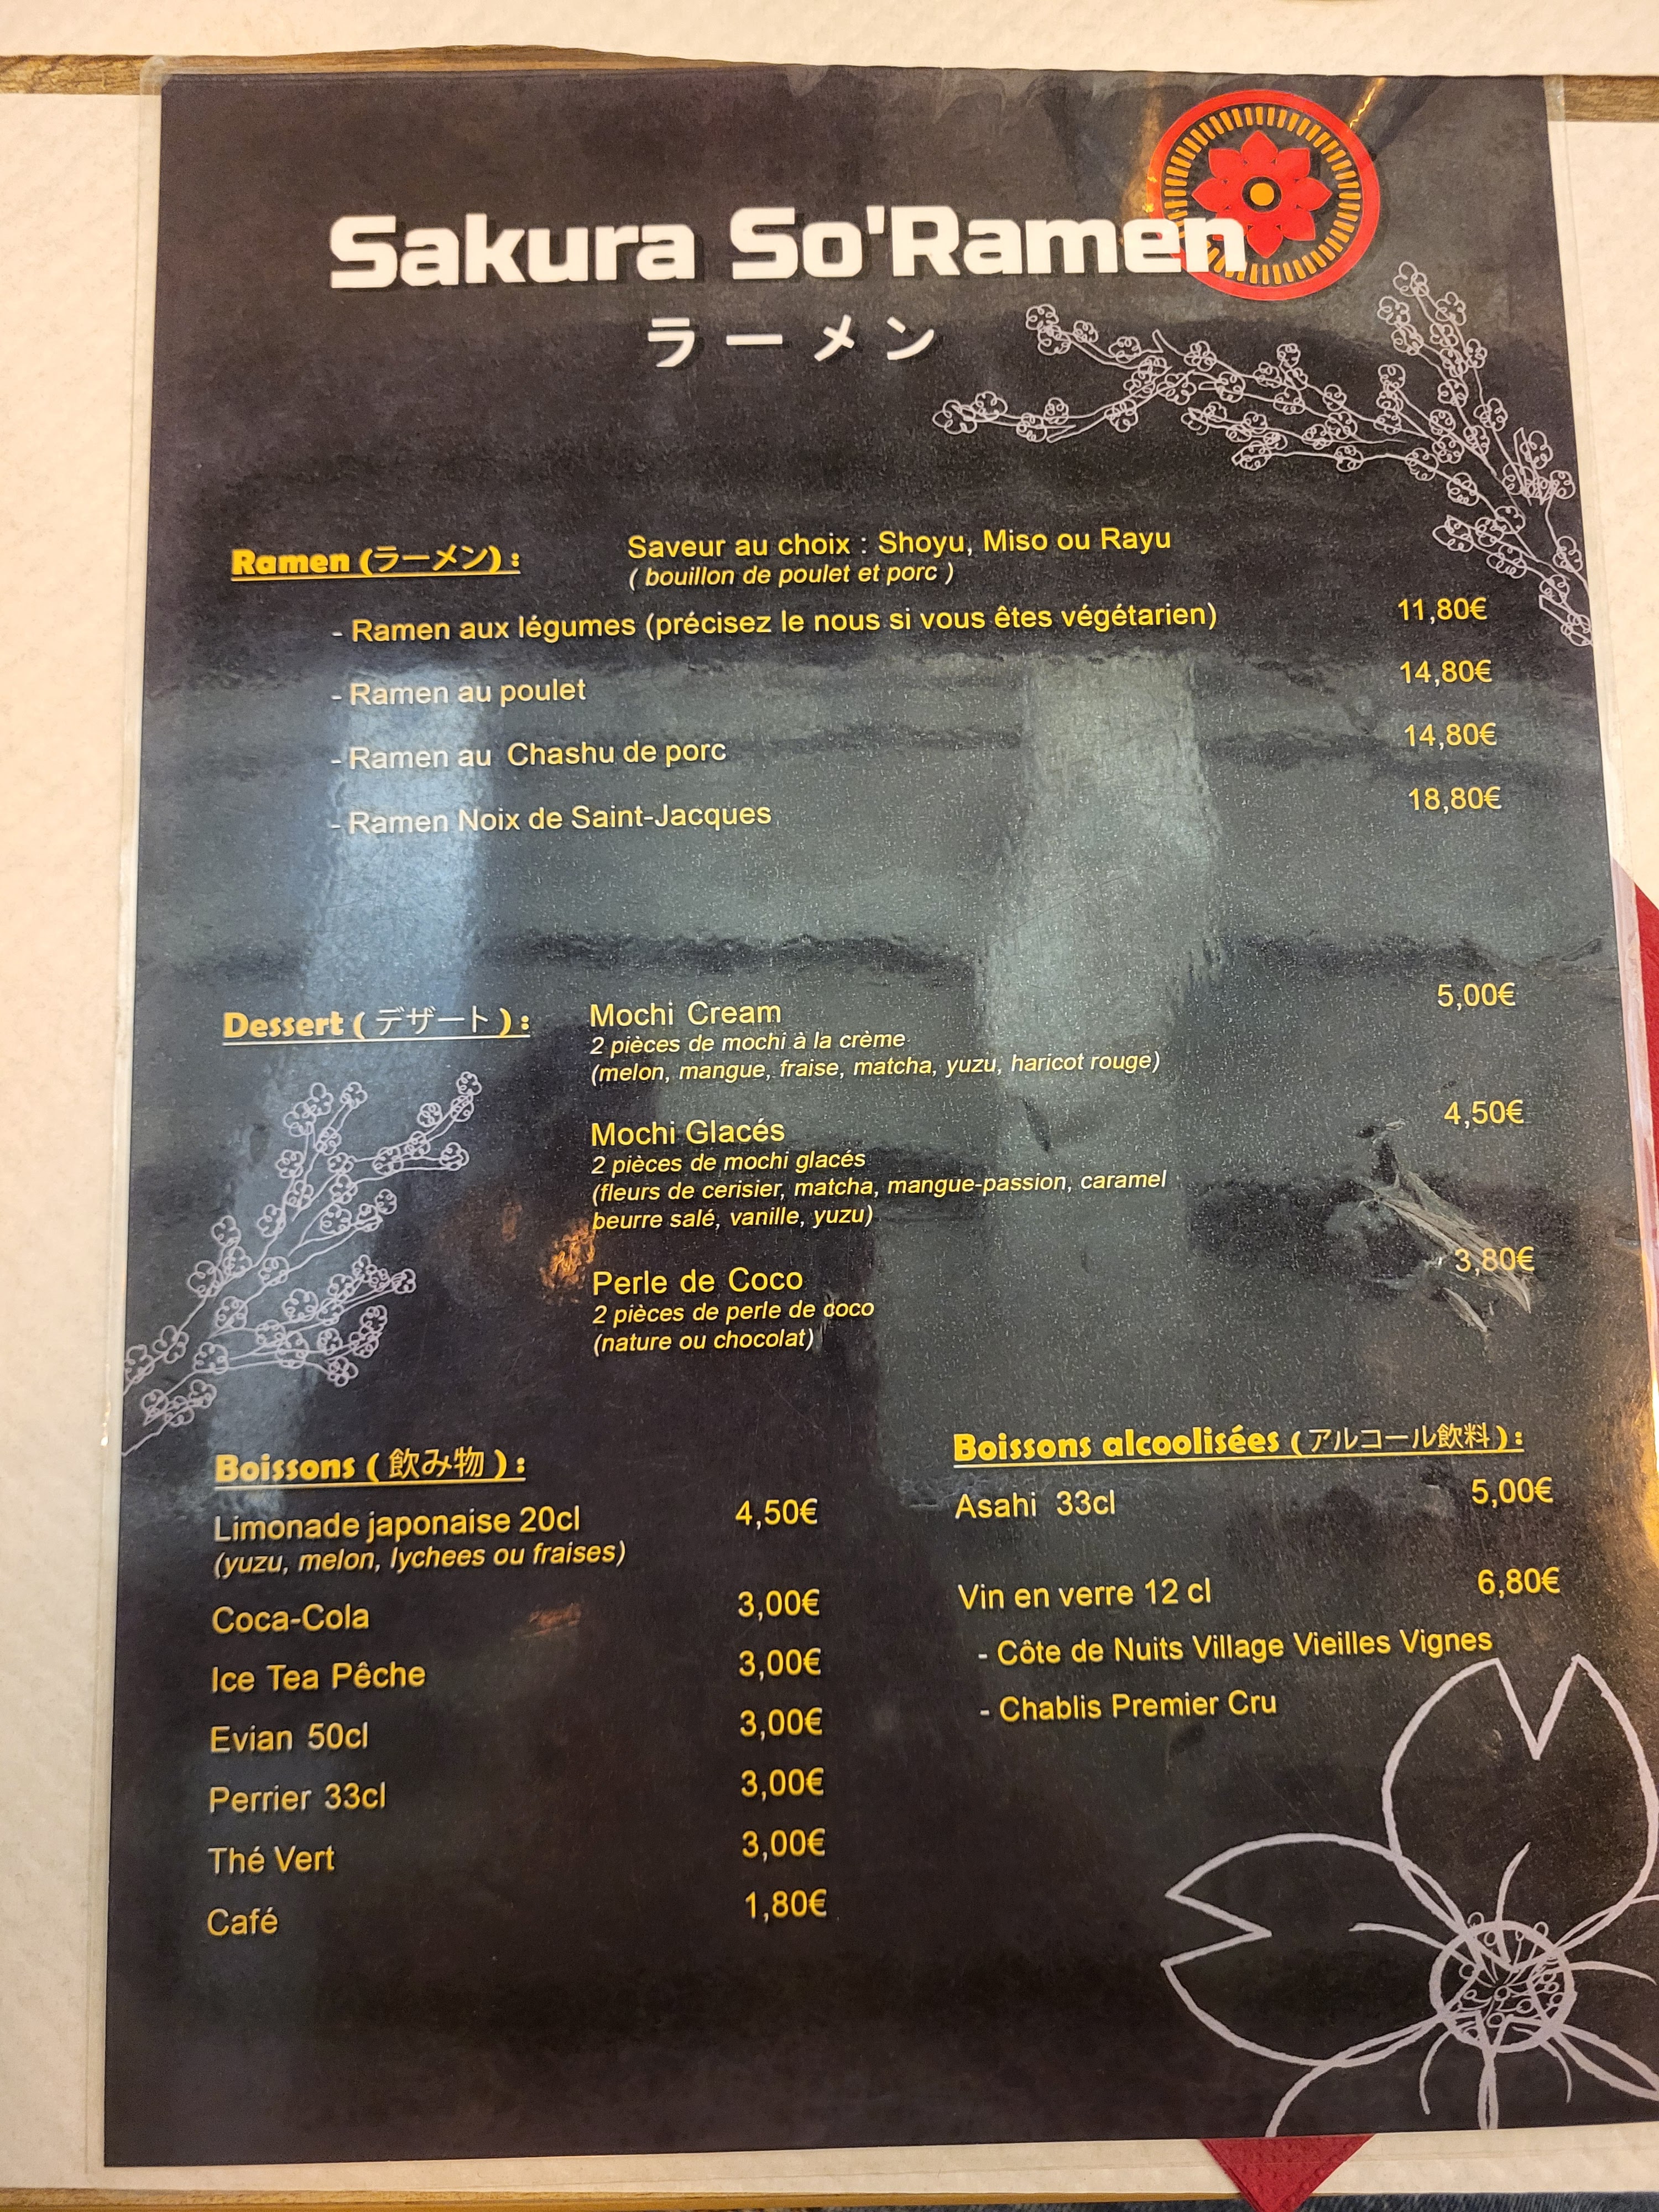 Sakura So'Ramen
ラーメン
Ramen (ラーメン) :
Saveur au choix : Shoyu, Miso ou Rayu
( bouillon de poulet et porc )
- Ramen aux légumes (précisez le nous si vous êtes végétarien) 11,80€
- Ramen au poulet 14,80€
- Ramen au Chashu de porc 14,80€
- Ramen Noix de Saint-Jacques 18,80€
Dessert ( デザート ) :
Mochi Cream 5,00€
2 pièces de mochi à la crème
(melon, mangue, fraise, matcha, yuzu, haricot rouge)
Mochi Glacés 4,50€
2 pièces de mochi glacés
(fleurs de cerisier, matcha, mangue-passion, caramel
beurre salé, vanille, yuzu)
Perle de Coco 3,80€
2 pièces de perle de coco
(nature ou chocolat)
Boissons ( 飲み物 ) :
Limonade japonaise 20cl 4,50€
(yuzu, melon, lychees ou fraises)
Coca-Cola 3,00€
Ice Tea Pêche 3,00€
Evian 50cl 3,00€
Perrier 33cl 3,00€
Thé Vert 3,00€
Café 1,80€
Boissons alcoolisées ( アルコール飲料 ) :
Asahi 33cl 5,00€
Vin en verre 12 cl 6,80€
- Côte de Nuits Village Vieilles Vignes
- Chablis Premier Cru